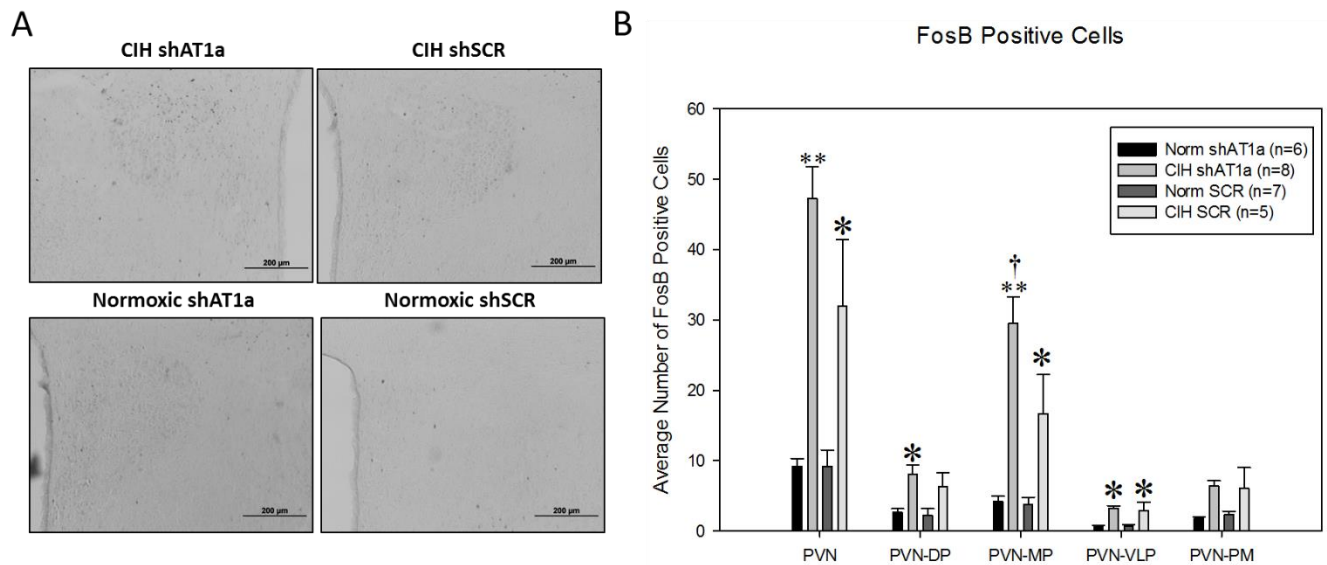 A
CIH shAT1a
CIH shSCR
200 µm
200 µm
Normoxic shAT1a
Normoxic shSCR
200 µm
200 µm
B
FosB Positive Cells
Average Number of FosB Positive Cells
60
50
40
30
20
10
0
Norm shAT1a (n=6)
CIH shAT1a (n=8)
Norm SCR (n=7)
CIH SCR (n=5)
**
*
*
†
**
*
*
*
PVN
PVN-DP
PVN-MP
PVN-VLP
PVN-PM